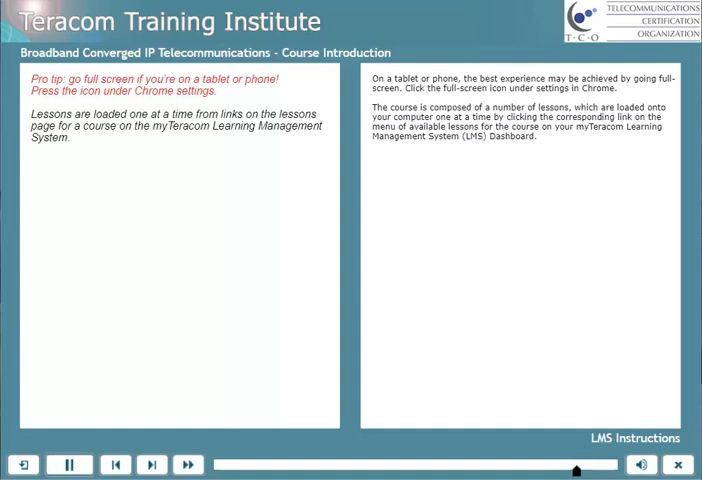 Teracom Training Institute
TELECOMMUNICATIONS
CERTIFICATION
ORGANIZATION
T·C·O
Broadband Converged IP Telecommunications - Course Introduction
Pro tip: go full screen if you're on a tablet or phone!
Press the icon under Chrome settings.
Lessons are loaded one at a time from links on the lessons
page for a course on the myTeracom Learning Management
System.
On a tablet or phone, the best experience may be achieved by going full-
screen. Click the full-screen icon under settings in Chrome.
The course is composed of a number of lessons, which are loaded onto
your computer one at a time by clicking the corresponding link on the
menu of available lessons for the course on your myTeracom Learning
Management System (LMS) Dashboard.
LMS Instructions